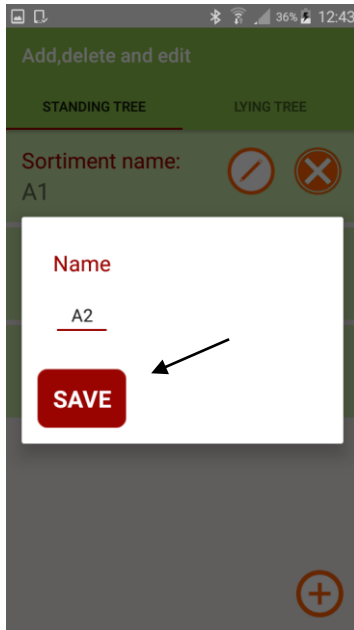 36% 12:43
Add,delete and edit
STANDING TREE LYING TREE
Sortiment name:
A1
Name
A2
SAVE